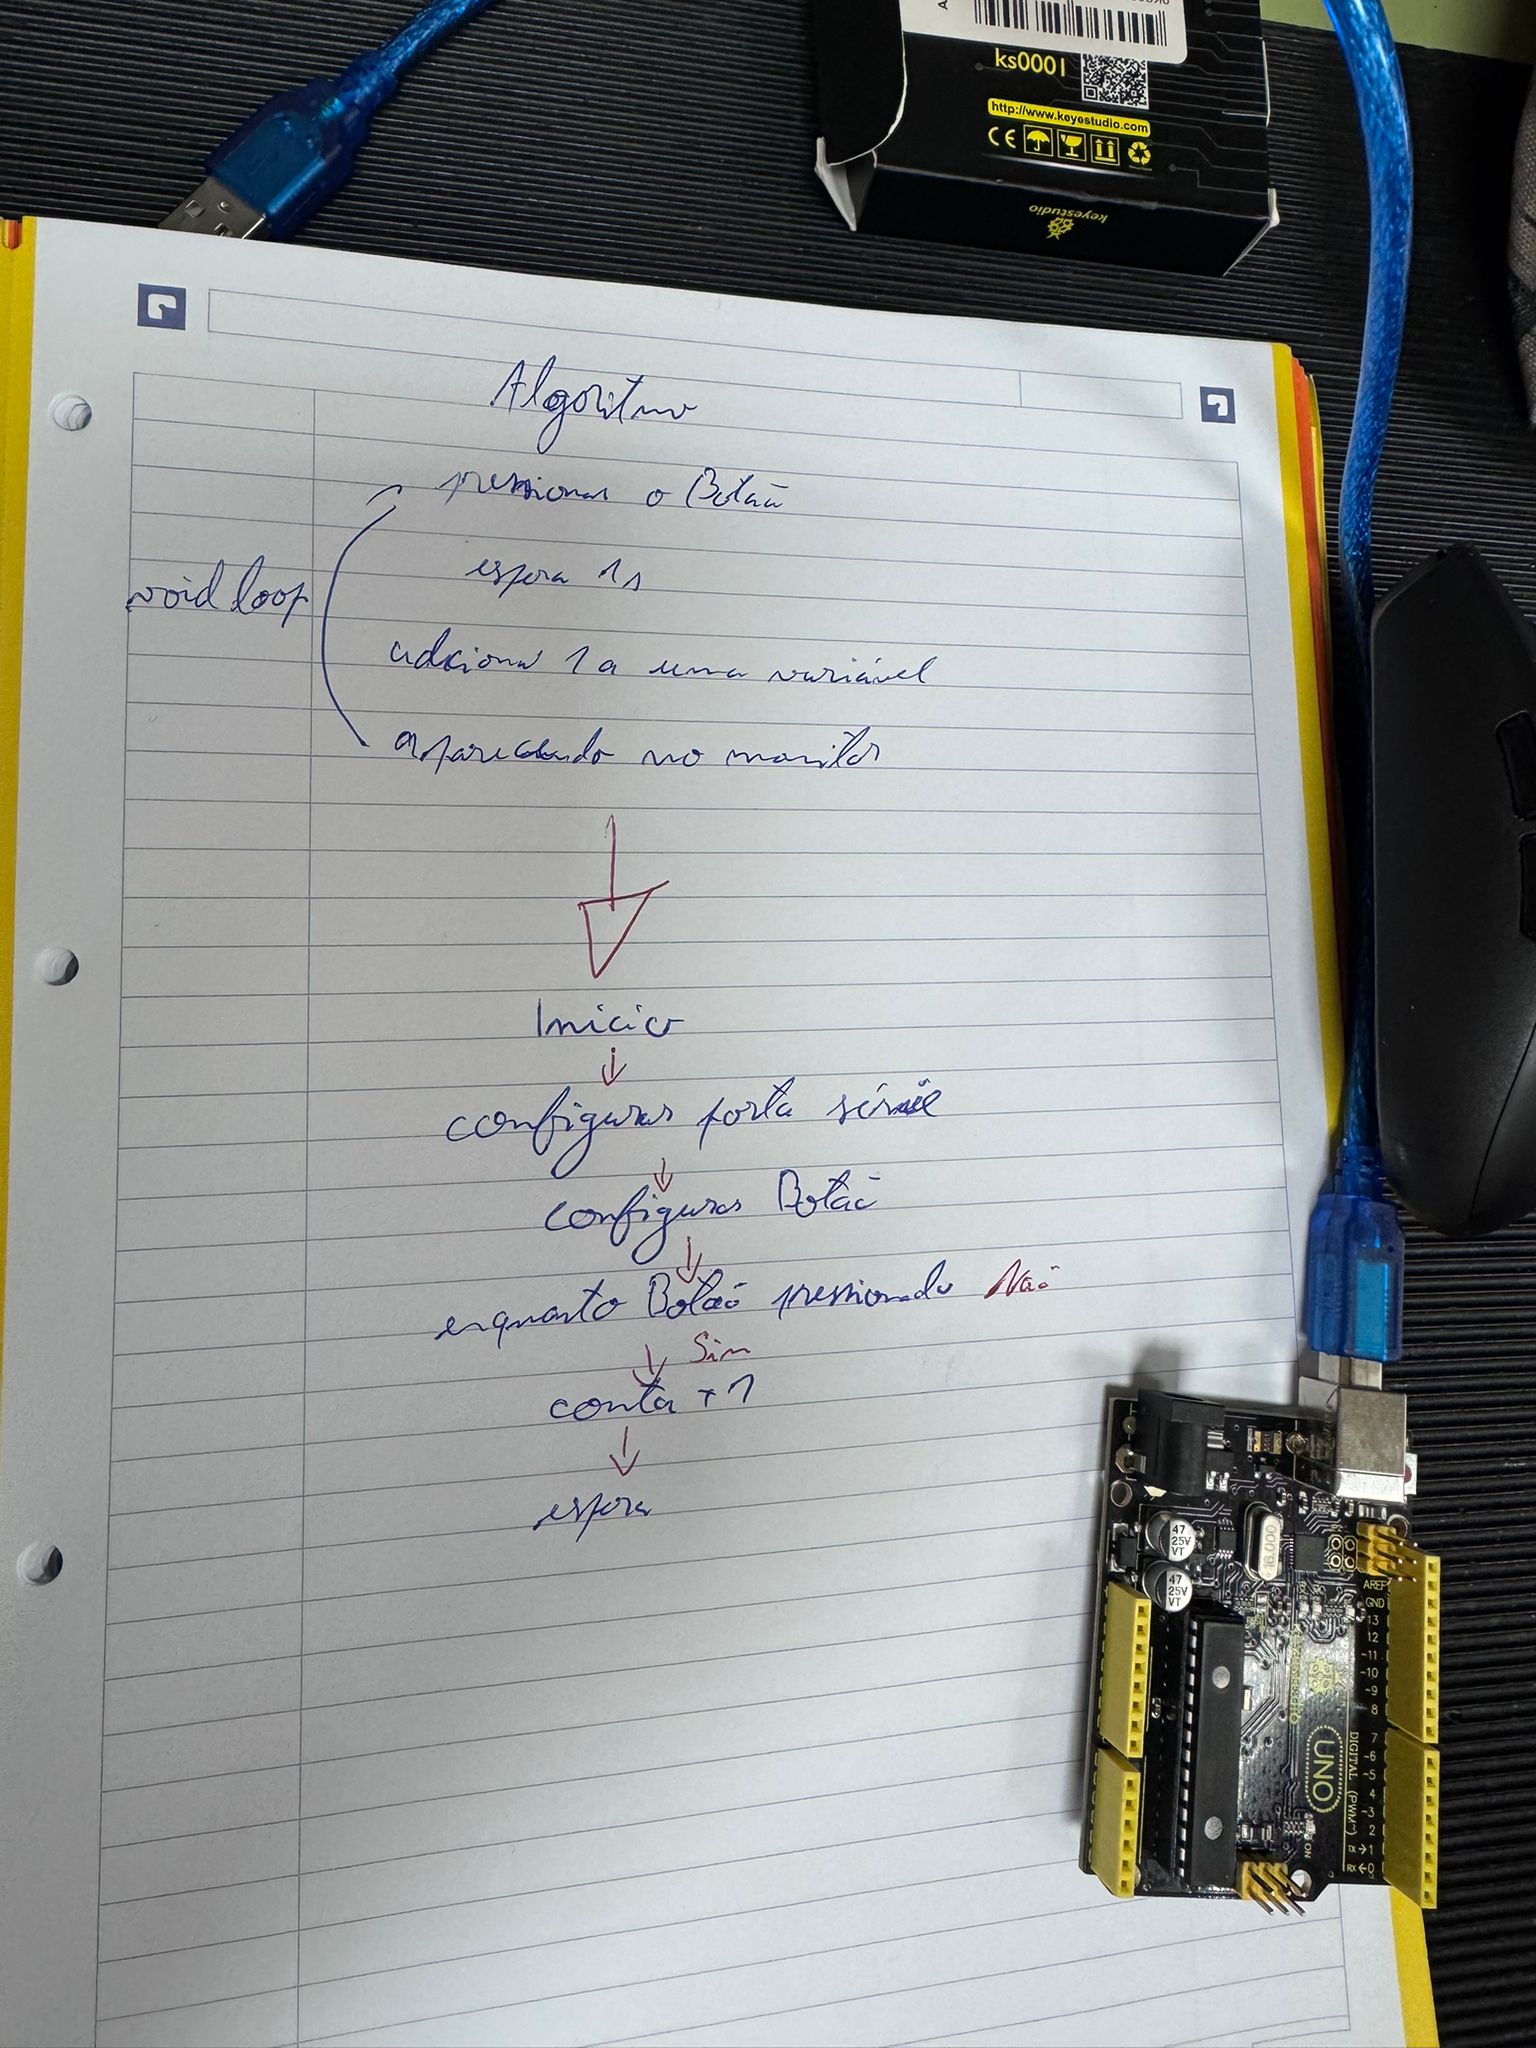 ks0001
http://www.keyestudio.com
CE
keyestudio
Algoritmo
pressionar o Botão
espera 1s
void loop
adiciona 1 a uma variável
aparecendo no monitor
Inicio
configurar porta série
configurar Botão
enquanto Botão pressionado Não
Sim
conta + 1
espera
47
25V
VT
47
25V
VT
16.000
AREF
GND
13
12
~11
~10
~9
8
7
~6
~5
4
~3
2
TX→1
RX←0
DIGITAL (PWM~)
UNO
ON
keyestudio